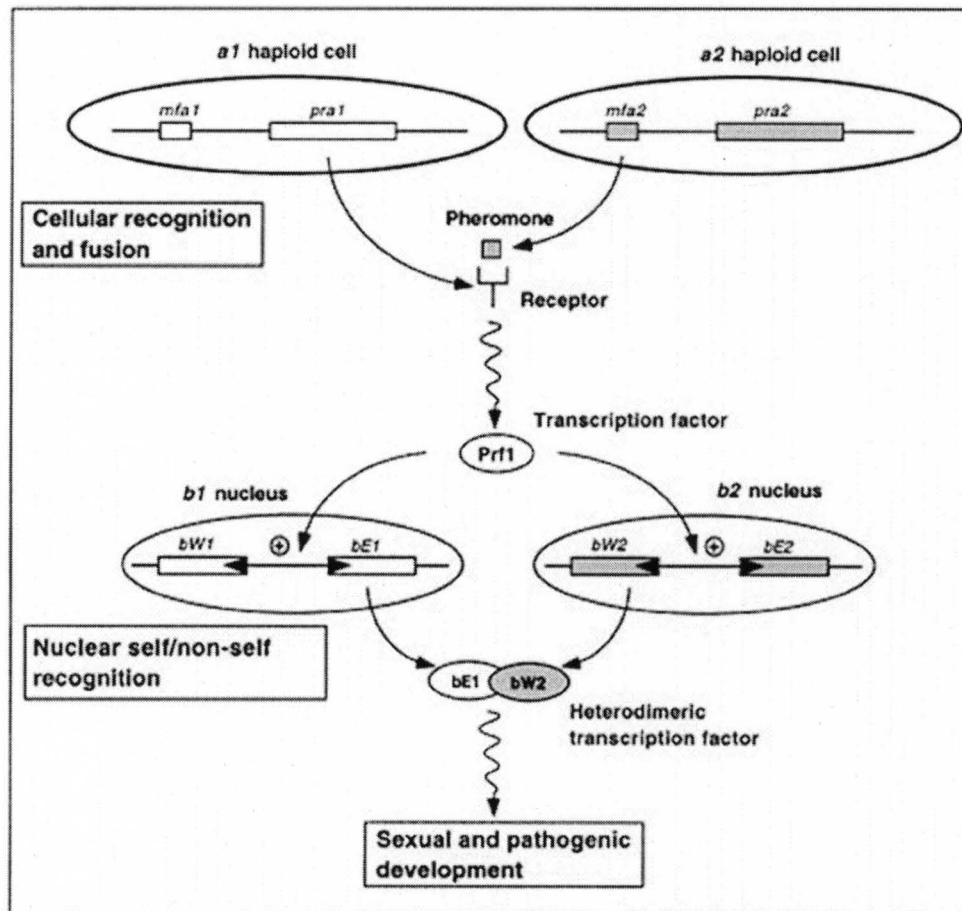 a1 haploid cell
a2 haploid cell
mfa1
pra1
mfa2
pra2
Cellular recognition
and fusion
Pheromone
Receptor
Transcription factor
Prf1
b1 nucleus
b2 nucleus
bW1
+
bE1
bW2
+
bE2
Nuclear self/non-self
recognition
bE1
bW2
Heterodimeric
transcription factor
Sexual and pathogenic
development